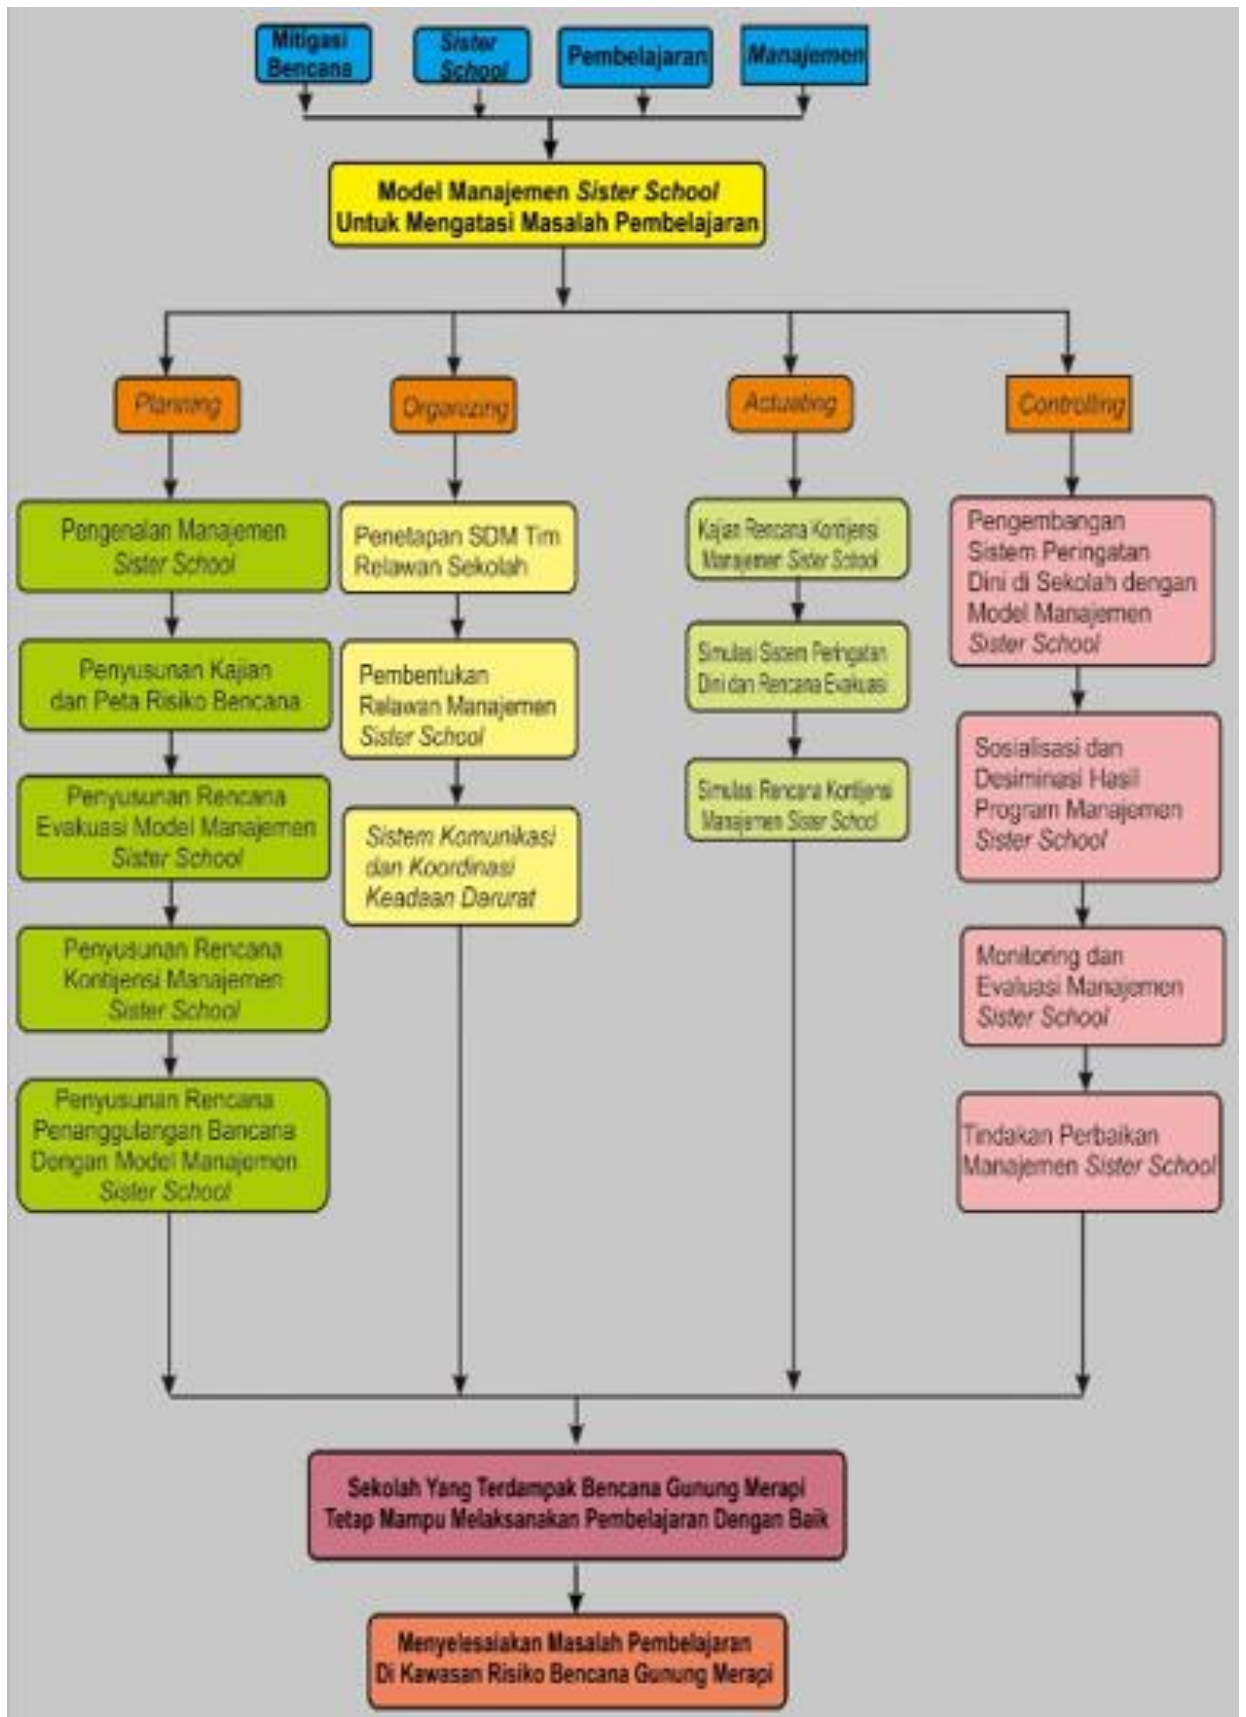 Mitigasi
Bencana
Sister
School
Pembelajaran
Manajemen
Model Manajemen Sister School
Untuk Mengatasi Masalah Pembelajaran
Planning
Organizing
Actuating
Controlling
Pengenalan Manajemen
Sister School
Penyusunan Kajian
dan Peta Risiko Bencana
Penyusunan Rencana
Evakuasi Model Manajemen
Sister School
Penyusunan Rencana
Kontijensi Manajemen
Sister School
Penyusunan Rencana
Penanggulangan Bancana
Dengan Model Manajemen
Sister School
Penetapan SDM Tim
Relawan Sekolah
Pembentukan
Relawan Manajemen
Sister School
Sistem Komunikasi
dan Koordinasi
Keadaan Darurat
Kajian Rencana Kontijensi
Manajemen Sister School
Simulasi Sistem Peringatan
Dini dan Rencana Evakuasi
Simulasi Rencana Kontijensi
Manajemen Sister School
Pengembangan
Sistem Peringatan
Dini di Sekolah dengan
Model Manajemen
Sister School
Sosialisasi dan
Desiminasi Hasil
Program Manajemen
Sister School
Monitoring dan
Evaluasi Manajemen
Sister School
Tindakan Perbaikan
Manajemen Sister School
Sekolah Yang Terdampak Bencana Gunung Merapi
Tetap Mampu Melaksanakan Pembelajaran Dengan Baik
Menyelesaiakan Masalah Pembelajaran
Di Kawasan Risiko Bencana Gunung Merapi